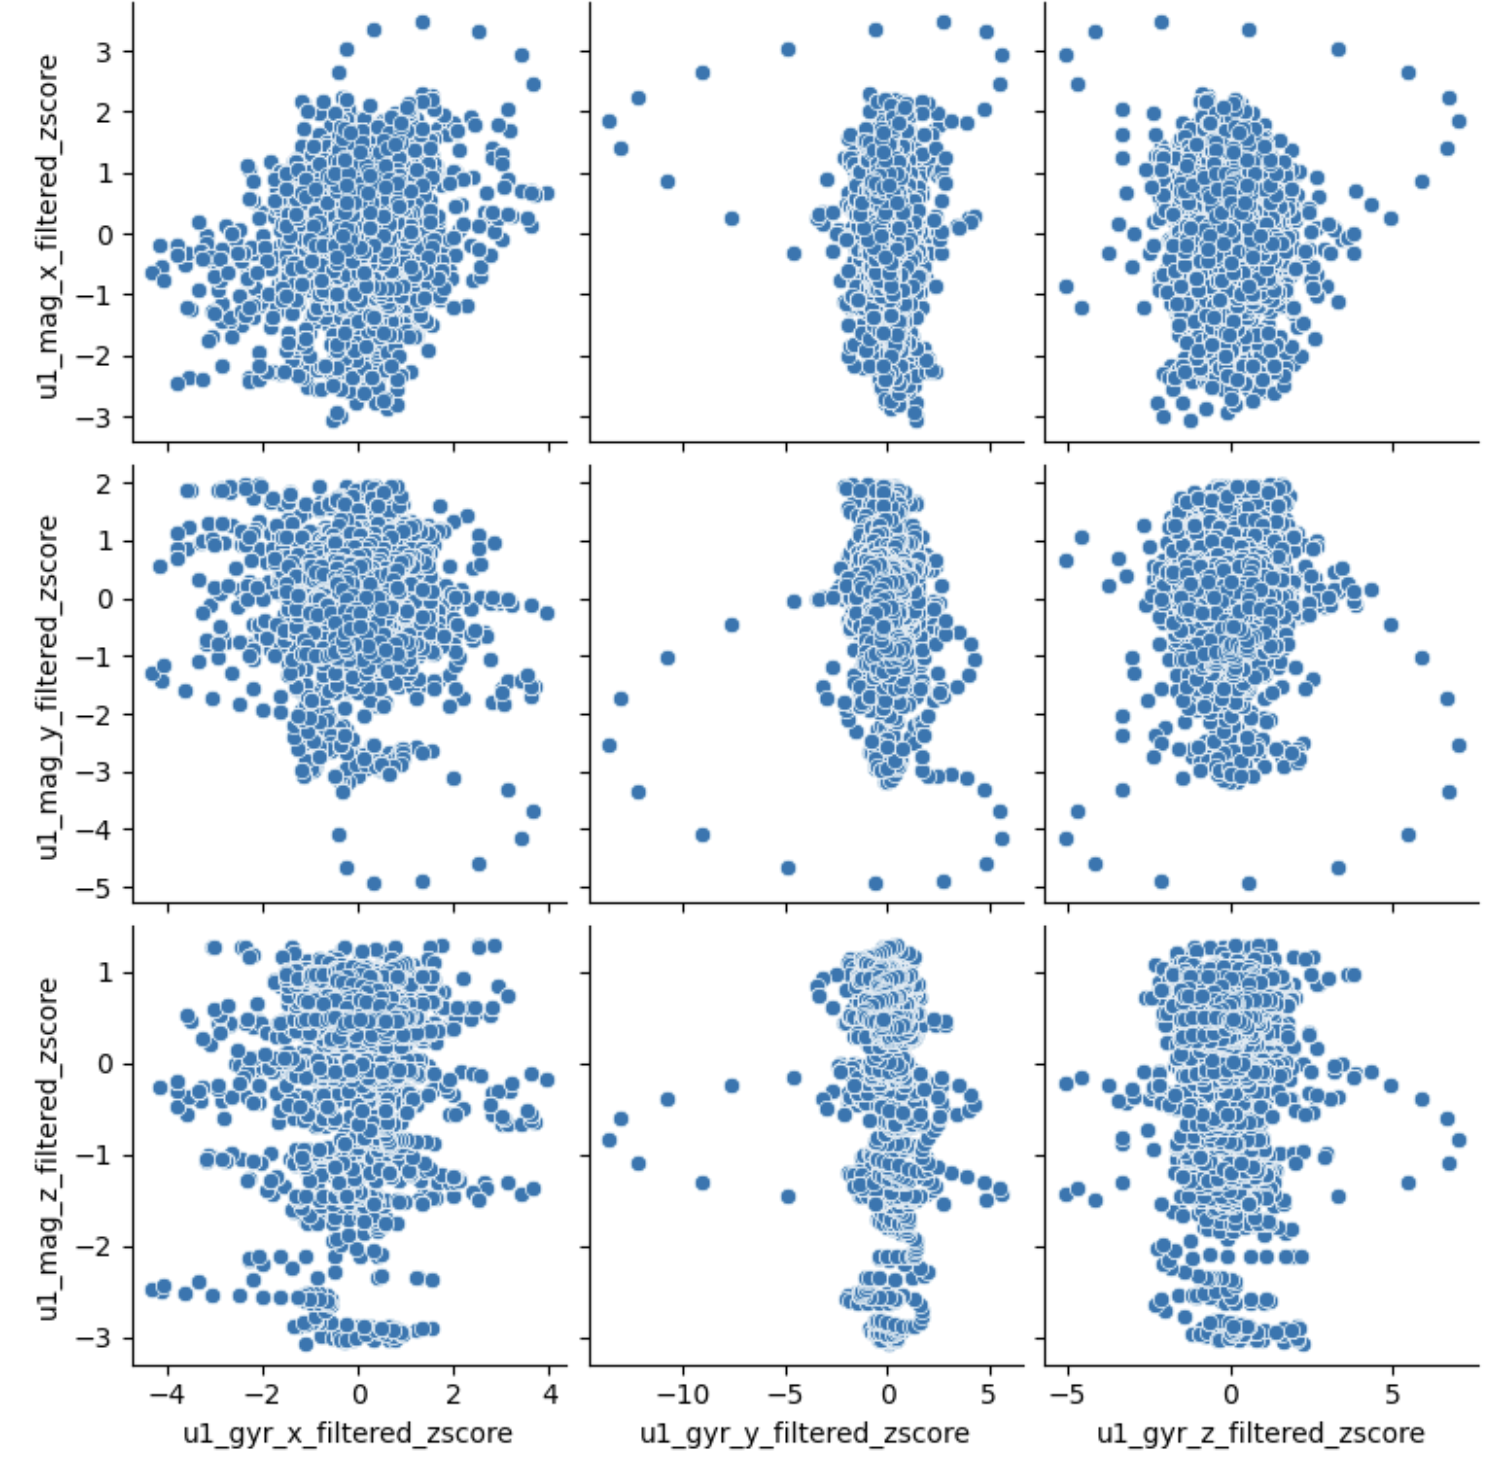 u1_mag_x_filtered_zscore
3
2
1
0
−1
−2
−3
u1_mag_y_filtered_zscore
2
1
0
−1
−2
−3
−4
−5
u1_mag_z_filtered_zscore
1
0
−1
−2
−3
−4 −2 0 2 4
−10 −5 0 5
−5 0 5
u1_gyr_x_filtered_zscore
u1_gyr_y_filtered_zscore
u1_gyr_z_filtered_zscore